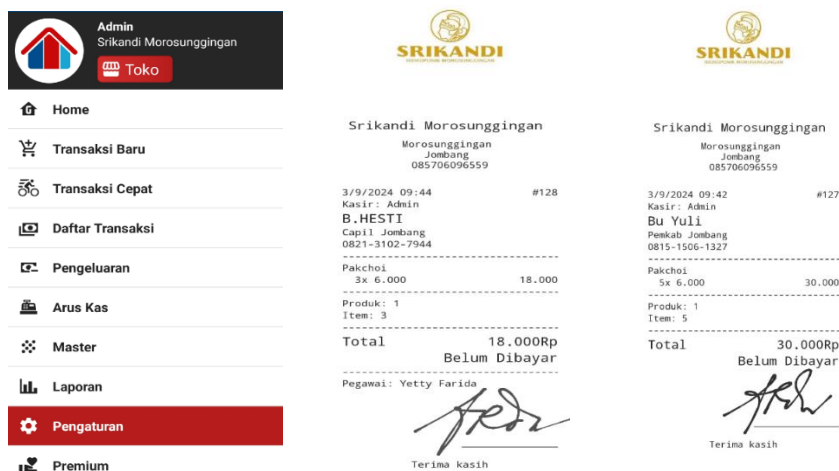 Admin
Srikandi Morosunggingan
Toko
Home
Transaksi Baru
Transaksi Cepat
Daftar Transaksi
Pengeluaran
Arus Kas
Master
Laporan
Pengaturan
Premium
SRIKANDI
Srikandi Morosunggingan
Morosunggingan
Jombang
085706096559
3/9/2024 09:44 #128
Kasir: Admin
B.HESTI
Capil Jombang
0821-3102-7944
Pakchoi
3x 6.000 18.000
Produk: 1
Item: 3
Total 18.000Rp
Belum Dibayar
Pegawai: Yetty Farida
Terima kasih
SRIKANDI
Srikandi Morosunggingan
Morosunggingan
Jombang
085706096559
3/9/2024 09:42 #127
Kasir: Admin
Bu Yuli
Pemkab Jombang
0815-1506-1327
Pakchoi
5x 6.000 30.000
Produk: 1
Item: 5
Total 30.000Rp
Belum Dibayar
Terima kasih